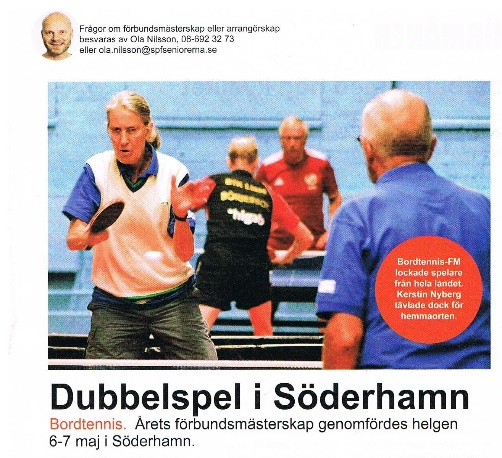 Frågor om förbundsmästerskap eller arrangörskap
besvaras av Ola Nilsson, 08-692 32 73
eller ola.nilsson@spfseniorerna.se
Bordtennis-FM
lockade spelare
från hela landet.
Kerstin Nyberg
tävlade dock för
hemmaorten.
Dubbelspel i Söderhamn
Bordtennis. Årets förbundsmästerskap genomfördes helgen
6-7 maj i Söderhamn.